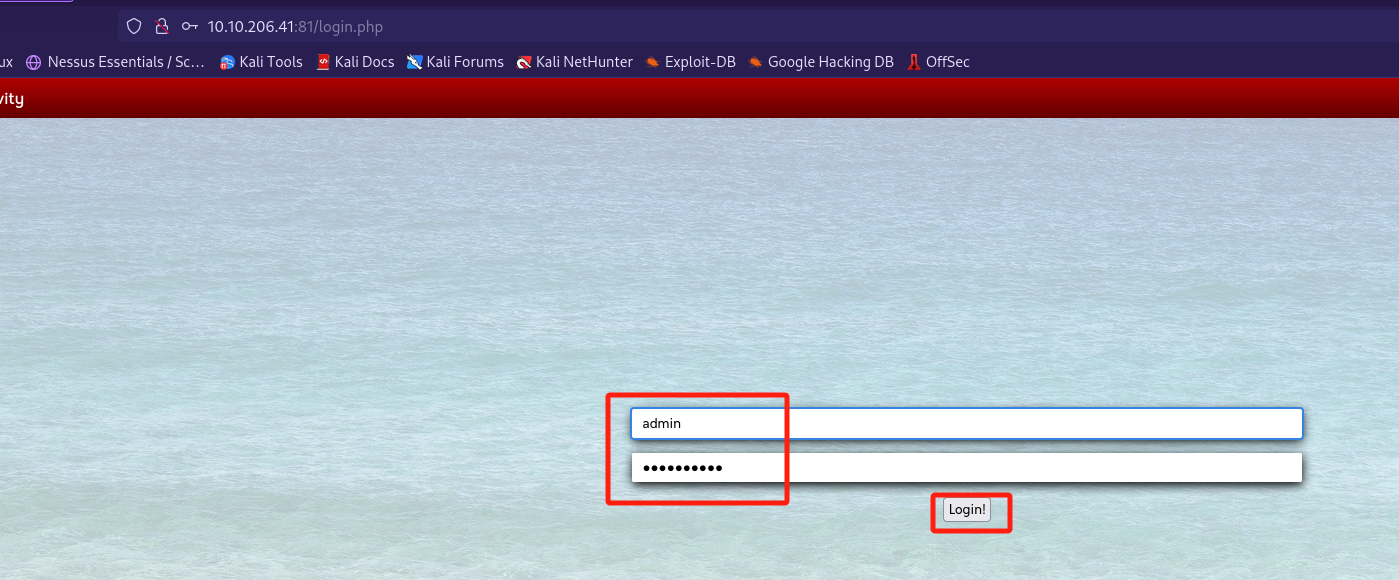 10.10.206.41:81/login.php
ux Nessus Essentials / Sc... Kali Tools Kali Docs Kali Forums Kali NetHunter Exploit-DB Google Hacking DB OffSec
vity
admin
••••••••••
Login!